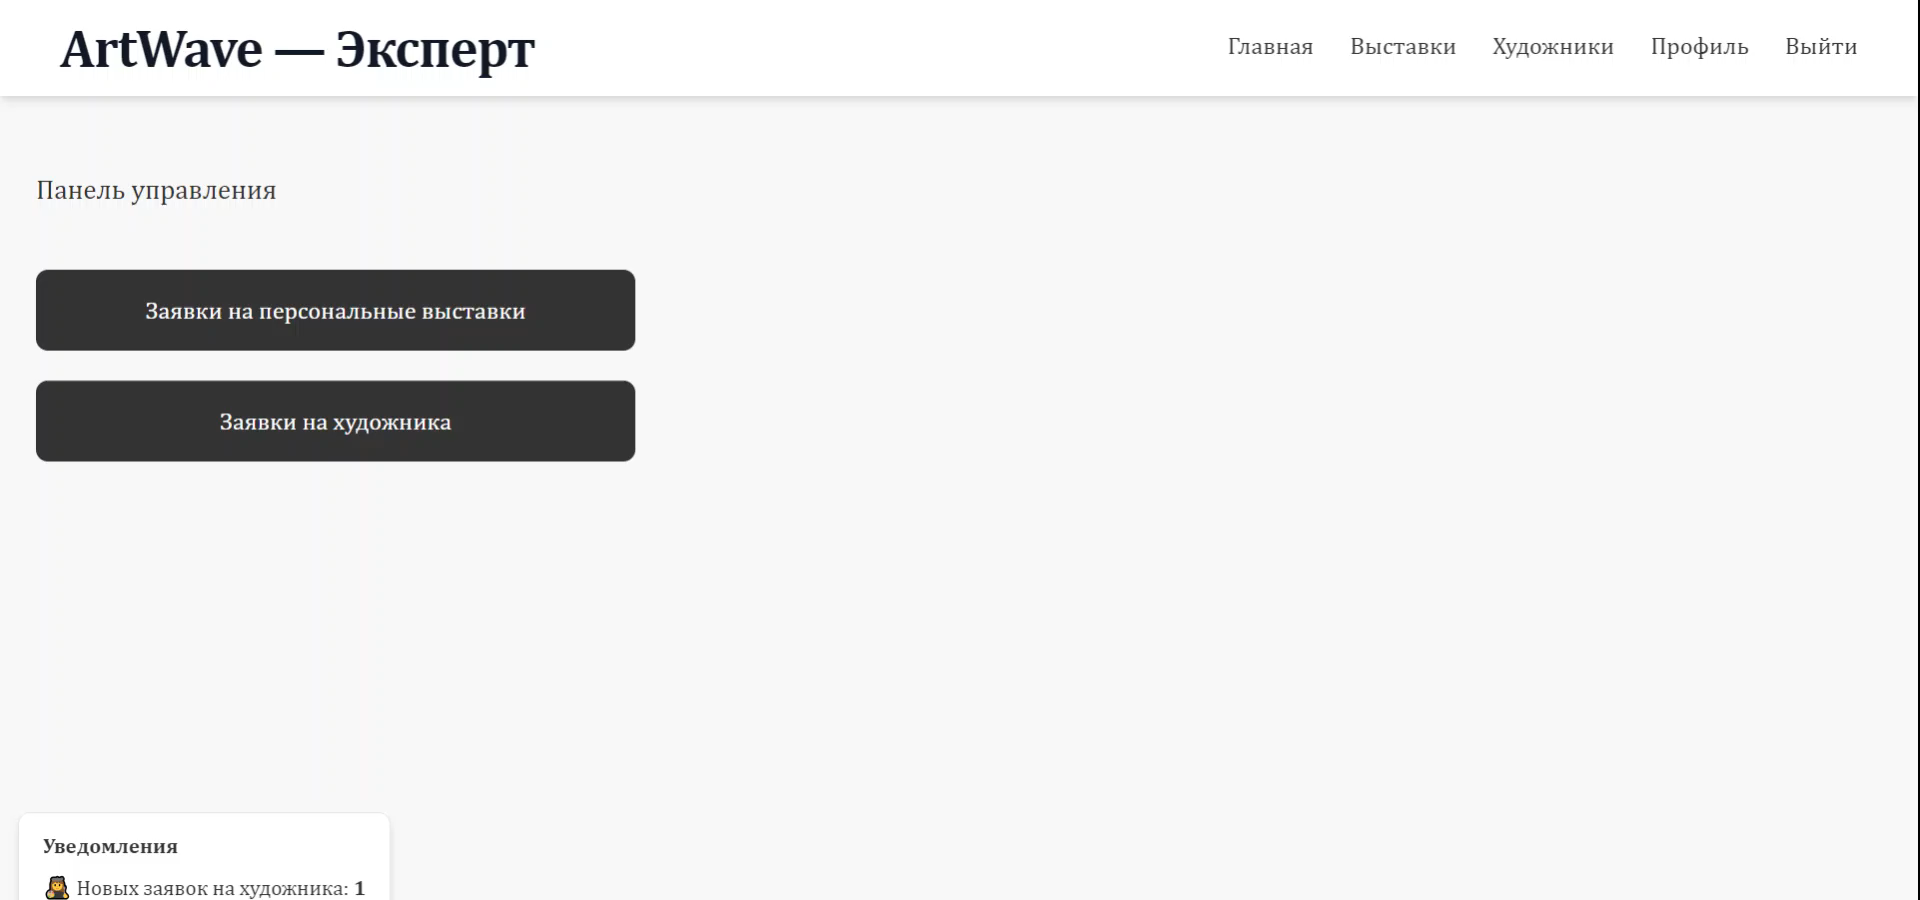 ArtWave — Эксперт
Главная Выставки Художники Профиль Выйти
Панель управления
Заявки на персональные выставки
Заявки на художника
Уведомления
Новых заявок на художника: 1